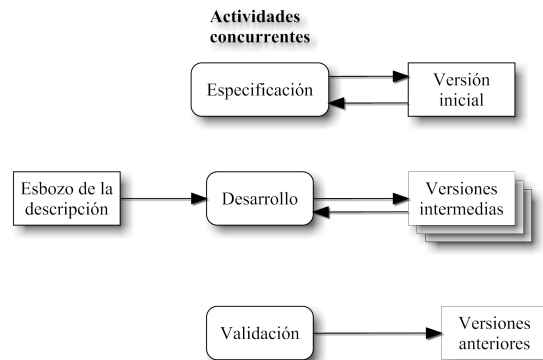 Actividades
concurrentes
Especificación
Versión
inicial
Esbozo de la
descripción
Desarrollo
Versiones
intermedias
Validación
Versiones
anteriores